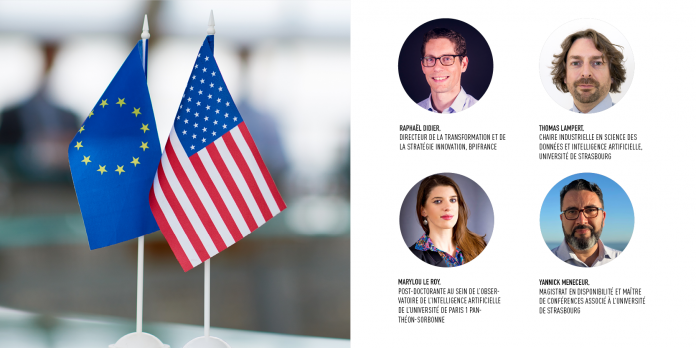 RAPHAËL DIDIER,
DIRECTEUR DE LA TRANSFORMATION ET DE
LA STRATÉGIE INNOVATION, BPIFRANCE
THOMAS LAMPERT,
CHAIRE INDUSTRIELLE EN SCIENCE DES
DONNÉES ET INTELLIGENCE ARTIFICIELLE,
UNIVERSITÉ DE STRASBOURG
MARYLOU LE ROY,
POST-DOCTORANTE AU SEIN DE L'OBSER-
VATOIRE DE L'INTELLIGENCE ARTIFICIELLE
DE L'UNIVERSITÉ DE PARIS 1 PAN-
THÉON-SORBONNE
YANNICK MENECEUR,
MAGISTRAT EN DISPONIBILITÉ ET MAÎTRE
DE CONFÉRENCES ASSOCIÉ À L'UNIVERSITÉ
DE STRASBOURG